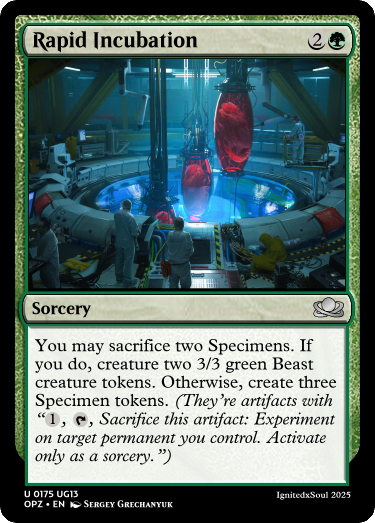 Rapid Incubation 2
Sorcery
You may sacrifice two Specimens. If
you do, creature two 3/3 green Beast
creature tokens. Otherwise, create three
Specimen tokens. (They're artifacts with
"1, , Sacrifice this artifact: Experiment
on target permanent you control. Activate
only as a sorcery.")
U 0175 UG13
OPZ • EN Sergey Grechanyuk
IgnitedxSoul 2025